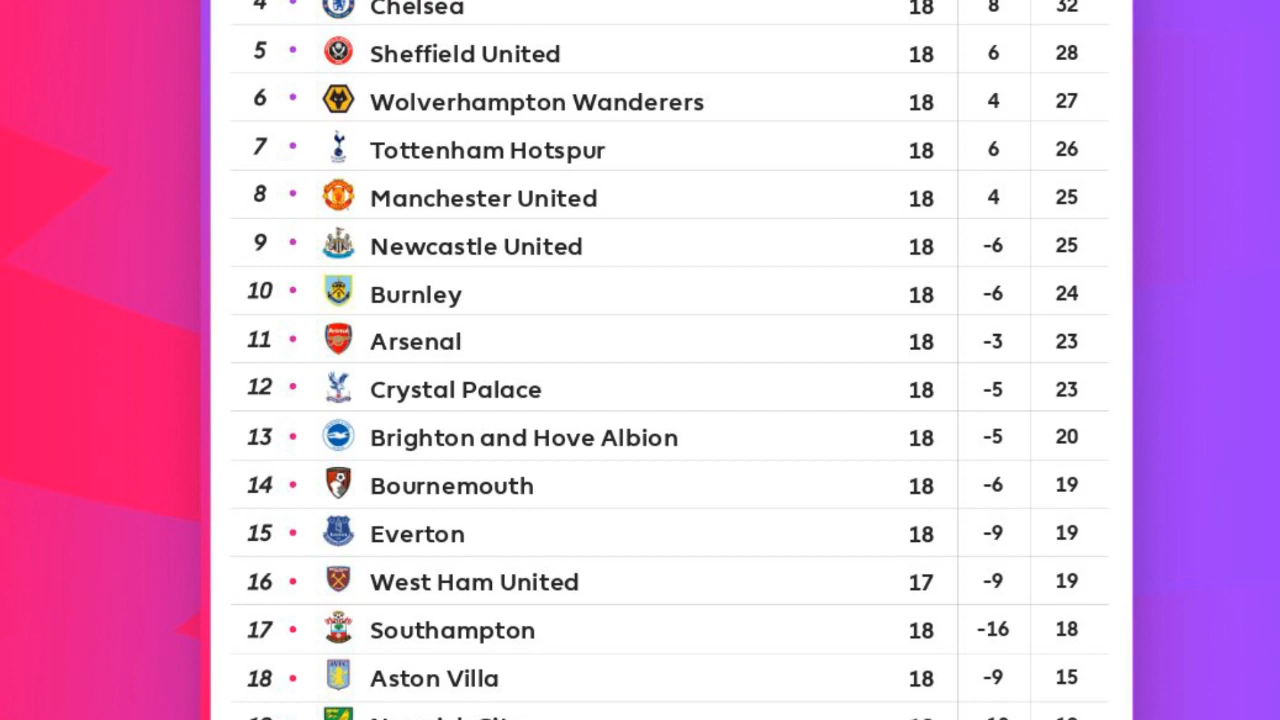 4 Chelsea 18 8 32
5 Sheffield United 18 6 28
6 Wolverhampton Wanderers 18 4 27
7 Tottenham Hotspur 18 6 26
8 Manchester United 18 4 25
9 Newcastle United 18 -6 25
10 Burnley 18 -6 24
11 Arsenal 18 -3 23
12 Crystal Palace 18 -5 23
13 Brighton and Hove Albion 18 -5 20
14 Bournemouth 18 -6 19
15 Everton 18 -9 19
16 West Ham United 17 -9 19
17 Southampton 18 -16 18
18 Aston Villa 18 -9 15